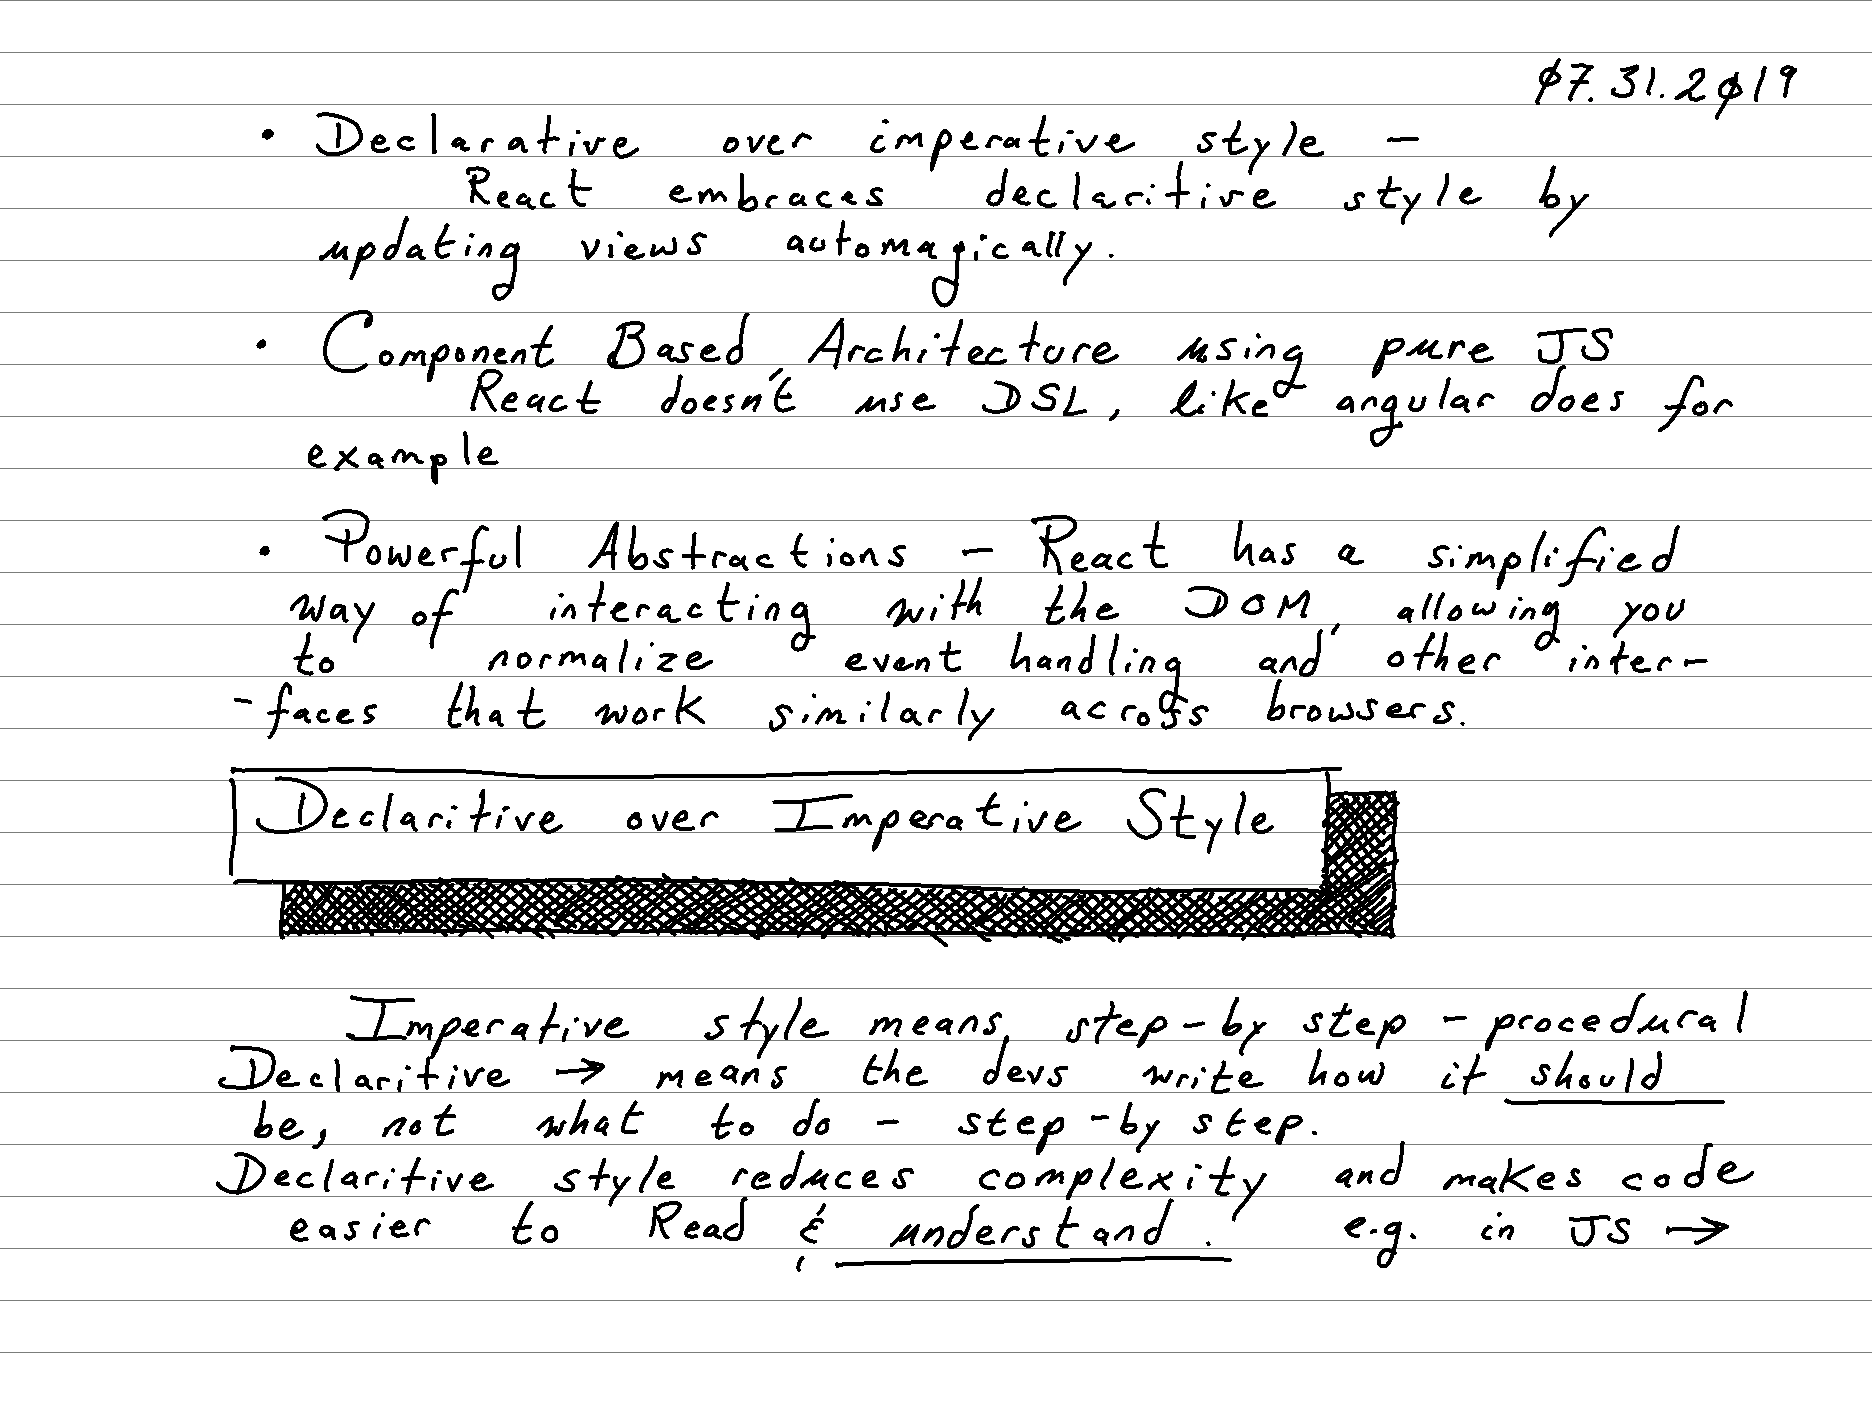 07.31.2019
• Declarative over imperative style –
React embraces declaritive style by
updating views automagically.
• Component Based Architecture using pure JS
React doesn't use DSL, like angular does for
example
• Powerful Abstractions – React has a simplified
way of interacting with the DOM, allowing you
to normalize event handling and other inter-
-faces that work similarly across browsers.
Declaritive over Imperative Style
Imperative style means, step-by step - procedural
Declaritive → means the devs write how it should
be, not what to do - step-by step.
Declaritive style reduces complexity and makes code
easier to Read & understand. e.g. in JS →